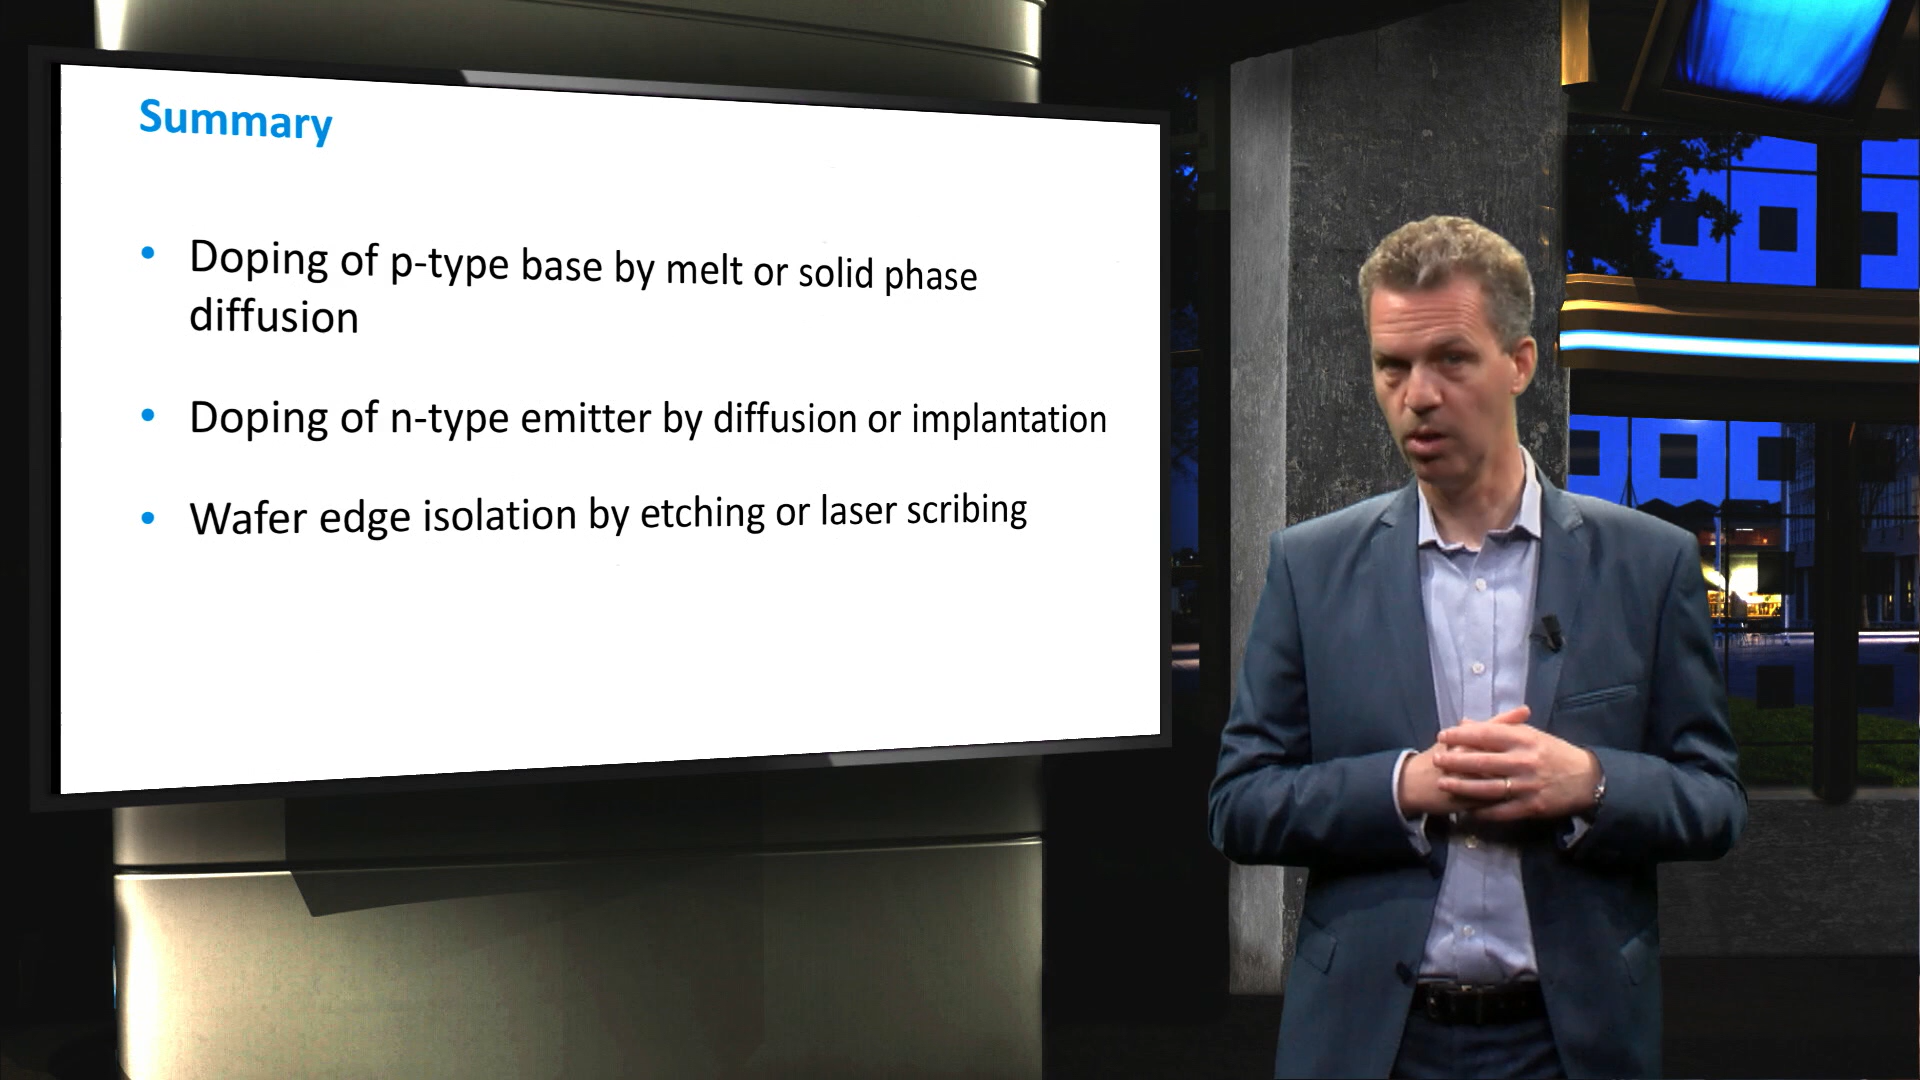 Summary
• Doping of p-type base by melt or solid phase
diffusion
• Doping of n-type emitter by diffusion or implantation
• Wafer edge isolation by etching or laser scribing